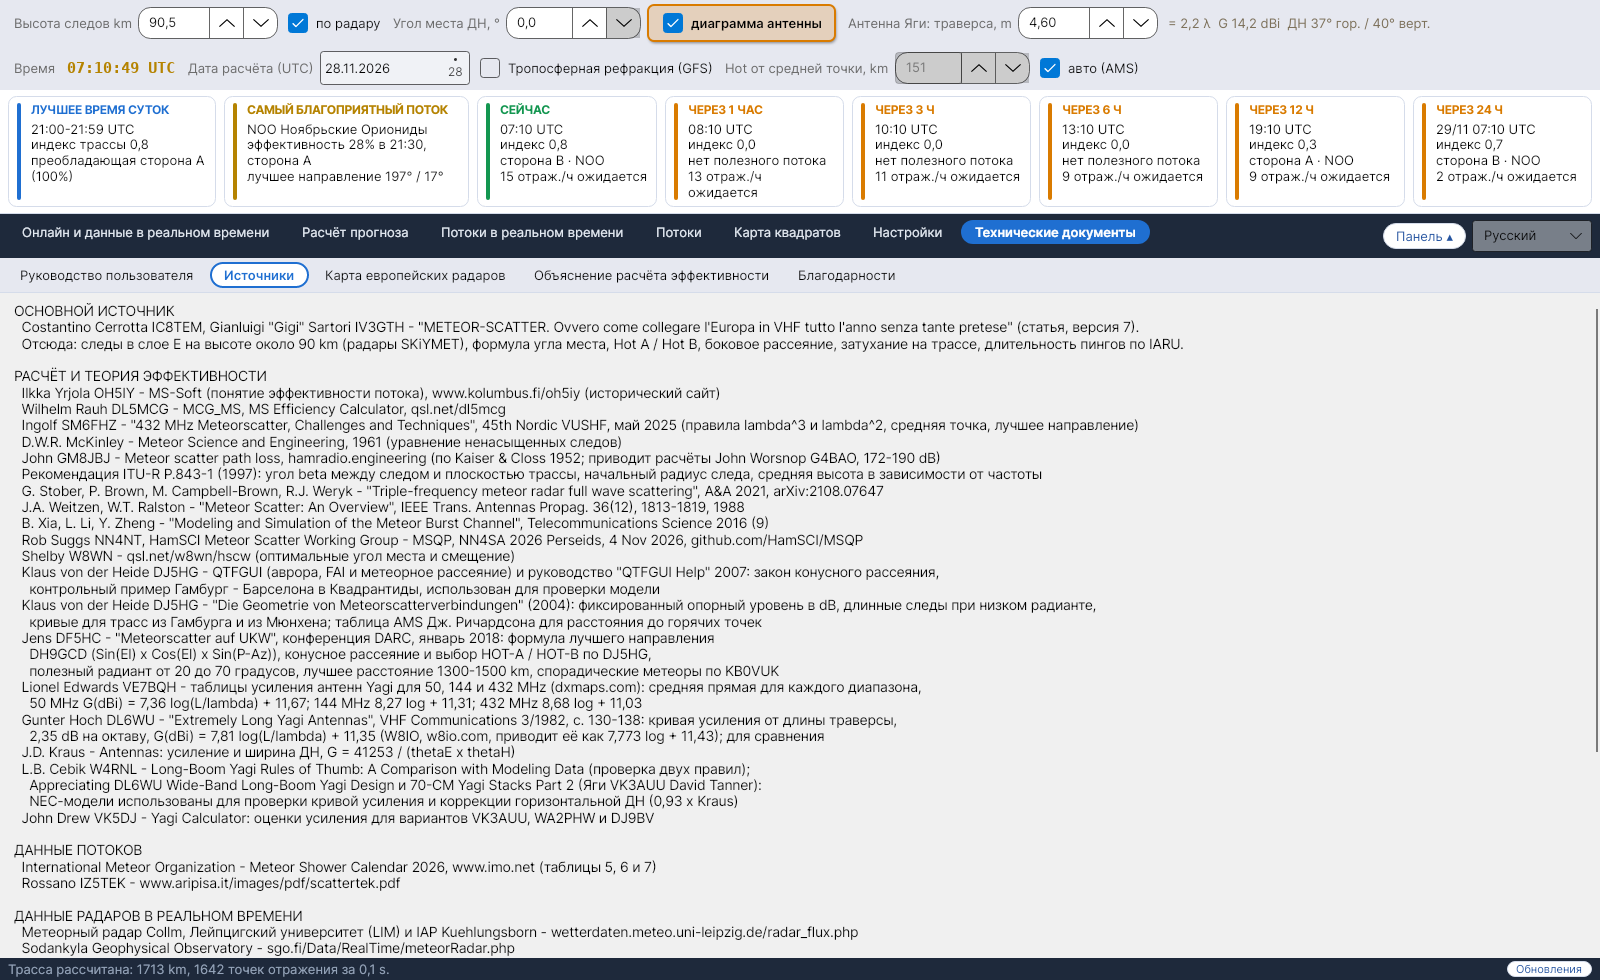 Высота следов km 90,5 по радару Угол места ДН, ° 0,0 диаграмма антенны Антенна Яги: траверса, m 4,60 = 2,2 λ G 14,2 dBi ДН 37° гор. / 40° верт.
Время 07:10:49 UTC Дата расчёта (UTC) 28.11.2026 28 Тропосферная рефракция (GFS) Hot от средней точки, km 151 авто (AMS)
ЛУЧШЕЕ ВРЕМЯ СУТОК
21:00-21:59 UTC
индекс трассы 0,8
преобладающая сторона A
(100%)
САМЫЙ БЛАГОПРИЯТНЫЙ ПОТОК
NOO Ноябрьские Ориониды
эффективность 28% в 21:30,
сторона A
лучшее направление 197° / 17°
СЕЙЧАС
07:10 UTC
индекс 0,8
сторона B · NOO
15 отраж./ч ожидается
ЧЕРЕЗ 1 ЧАС
08:10 UTC
индекс 0,0
нет полезного потока
13 отраж./ч
ожидается
ЧЕРЕЗ 3 Ч
10:10 UTC
индекс 0,0
нет полезного потока
11 отраж./ч ожидается
ЧЕРЕЗ 6 Ч
13:10 UTC
индекс 0,0
нет полезного потока
9 отраж./ч ожидается
ЧЕРЕЗ 12 Ч
19:10 UTC
индекс 0,3
сторона A · NOO
9 отраж./ч ожидается
ЧЕРЕЗ 24 Ч
29/11 07:10 UTC
индекс 0,7
сторона B · NOO
2 отраж./ч ожидается
Онлайн и данные в реальном времени Расчёт прогноза Потоки в реальном времени Потоки Карта квадратов Настройки Технические документы Панель ▴ Русский
Руководство пользователя Источники Карта европейских радаров Объяснение расчёта эффективности Благодарности
ОСНОВНОЙ ИСТОЧНИК
Costantino Cerrotta IC8TEM, Gianluigi "Gigi" Sartori IV3GTH - "METEOR-SCATTER. Ovvero come collegare l'Europa in VHF tutto l'anno senza tante pretese" (статья, версия 7).
Отсюда: следы в слое E на высоте около 90 km (радары SKiYMET), формула угла места, Hot A / Hot B, боковое рассеяние, затухание на трассе, длительность пингов по IARU.
РАСЧЁТ И ТЕОРИЯ ЭФФЕКТИВНОСТИ
Ilkka Yrjola OH5IY - MS-Soft (понятие эффективности потока), www.kolumbus.fi/oh5iy (исторический сайт)
Wilhelm Rauh DL5MCG - MCG_MS, MS Efficiency Calculator, qsl.net/dl5mcg
Ingolf SM6FHZ - "432 MHz Meteorscatter, Challenges and Techniques", 45th Nordic VUSHF, май 2025 (правила lambda^3 и lambda^2, средняя точка, лучшее направление)
D.W.R. McKinley - Meteor Science and Engineering, 1961 (уравнение ненасыщенных следов)
John GM8JBJ - Meteor scatter path loss, hamradio.engineering (по Kaiser & Closs 1952; приводит расчёты John Worsnop G4BAO, 172-190 dB)
Рекомендация ITU-R P.843-1 (1997): угол beta между следом и плоскостью трассы, начальный радиус следа, средняя высота в зависимости от частоты
G. Stober, P. Brown, M. Campbell-Brown, R.J. Weryk - "Triple-frequency meteor radar full wave scattering", A&A 2021, arXiv:2108.07647
J.A. Weitzen, W.T. Ralston - "Meteor Scatter: An Overview", IEEE Trans. Antennas Propag. 36(12), 1813-1819, 1988
B. Xia, L. Li, Y. Zheng - "Modeling and Simulation of the Meteor Burst Channel", Telecommunications Science 2016 (9)
Rob Suggs NN4NT, HamSCI Meteor Scatter Working Group - MSQP, NN4SA 2026 Perseids, 4 Nov 2026, github.com/HamSCI/MSQP
Shelby W8WN - qsl.net/w8wn/hscw (оптимальные угол места и смещение)
Klaus von der Heide DJ5HG - QTFGUI (аврора, FAI и метеорное рассеяние) и руководство "QTFGUI Help" 2007: закон конусного рассеяния,
контрольный пример Гамбург - Барселона в Квадрантиды, использован для проверки модели
Klaus von der Heide DJ5HG - "Die Geometrie von Meteorscatterverbindungen" (2004): фиксированный опорный уровень в dB, длинные следы при низком радианте,
кривые для трасс из Гамбурга и из Мюнхена; таблица AMS Дж. Ричардсона для расстояния до горячих точек
Jens DF5HC - "Meteorscatter auf UKW", конференция DARC, январь 2018: формула лучшего направления
DH9GCD (Sin(El) x Cos(El) x Sin(P-Az)), конусное рассеяние и выбор HOT-A / HOT-B по DJ5HG,
полезный радиант от 20 до 70 градусов, лучшее расстояние 1300-1500 km, спорадические метеоры по KB0VUK
Lionel Edwards VE7BQH - таблицы усиления антенн Yagi для 50, 144 и 432 MHz (dxmaps.com): средняя прямая для каждого диапазона,
50 MHz G(dBi) = 7,36 log(L/lambda) + 11,67; 144 MHz 8,27 log + 11,31; 432 MHz 8,68 log + 11,03
Gunter Hoch DL6WU - "Extremely Long Yagi Antennas", VHF Communications 3/1982, с. 130-138: кривая усиления от длины траверсы,
2,35 dB на октаву, G(dBi) = 7,81 log(L/lambda) + 11,35 (W8IO, w8io.com, приводит её как 7,773 log + 11,43); для сравнения
J.D. Kraus - Antennas: усиление и ширина ДН, G = 41253 / (thetaE x thetaH)
L.B. Cebik W4RNL - Long-Boom Yagi Rules of Thumb: A Comparison with Modeling Data (проверка двух правил);
Appreciating DL6WU Wide-Band Long-Boom Yagi Design и 70-CM Yagi Stacks Part 2 (Яги VK3AUU David Tanner):
NEC-модели использованы для проверки кривой усиления и коррекции горизонтальной ДН (0,93 x Kraus)
John Drew VK5DJ - Yagi Calculator: оценки усиления для вариантов VK3AUU, WA2PHW и DJ9BV
ДАННЫЕ ПОТОКОВ
International Meteor Organization - Meteor Shower Calendar 2026, www.imo.net (таблицы 5, 6 и 7)
Rossano IZ5TEK - www.aripisa.it/images/pdf/scattertek.pdf
ДАННЫЕ РАДАРОВ В РЕАЛЬНОМ ВРЕМЕНИ
Метеорный радар Collm, Лейпцигский университет (LIM) и IAP Kuehlungsborn - wetterdaten.meteo.uni-leipzig.de/radar_flux.php
Sodankyla Geophysical Observatory - sgo.fi/Data/RealTime/meteorRadar.php
Трасса рассчитана: 1713 km, 1642 точек отражения за 0,1 s. Обновления